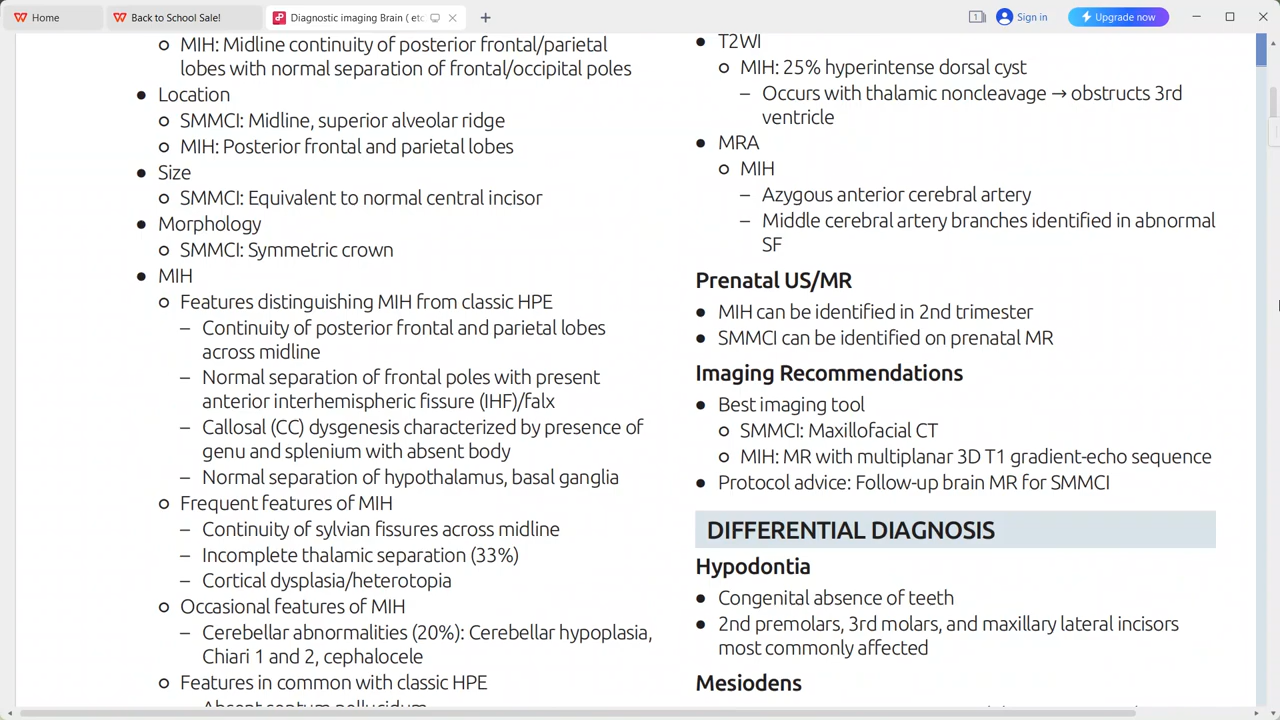 Home
Back to School Sale!
Diagnostic imaging Brain ( etc
1
Sign in
Upgrade now
○ MIH: Midline continuity of posterior frontal/parietal
lobes with normal separation of frontal/occipital poles
● Location
○ SMMCI: Midline, superior alveolar ridge
○ MIH: Posterior frontal and parietal lobes
● Size
○ SMMCI: Equivalent to normal central incisor
● Morphology
○ SMMCI: Symmetric crown
● MIH
○ Features distinguishing MIH from classic HPE
– Continuity of posterior frontal and parietal lobes
across midline
– Normal separation of frontal poles with present
anterior interhemispheric fissure (IHF)/falx
– Callosal (CC) dysgenesis characterized by presence of
genu and splenium with absent body
– Normal separation of hypothalamus, basal ganglia
○ Frequent features of MIH
– Continuity of sylvian fissures across midline
– Incomplete thalamic separation (33%)
– Cortical dysplasia/heterotopia
○ Occasional features of MIH
– Cerebellar abnormalities (20%): Cerebellar hypoplasia,
Chiari 1 and 2, cephalocele
○ Features in common with classic HPE
– Absent septum pellucidum
● T2WI
○ MIH: 25% hyperintense dorsal cyst
– Occurs with thalamic noncleavage → obstructs 3rd
ventricle
● MRA
○ MIH
– Azygous anterior cerebral artery
– Middle cerebral artery branches identified in abnormal
SF
Prenatal US/MR
● MIH can be identified in 2nd trimester
● SMMCI can be identified on prenatal MR
Imaging Recommendations
● Best imaging tool
○ SMMCI: Maxillofacial CT
○ MIH: MR with multiplanar 3D T1 gradient-echo sequence
● Protocol advice: Follow-up brain MR for SMMCI
DIFFERENTIAL DIAGNOSIS
Hypodontia
● Congenital absence of teeth
● 2nd premolars, 3rd molars, and maxillary lateral incisors
most commonly affected
Mesiodens